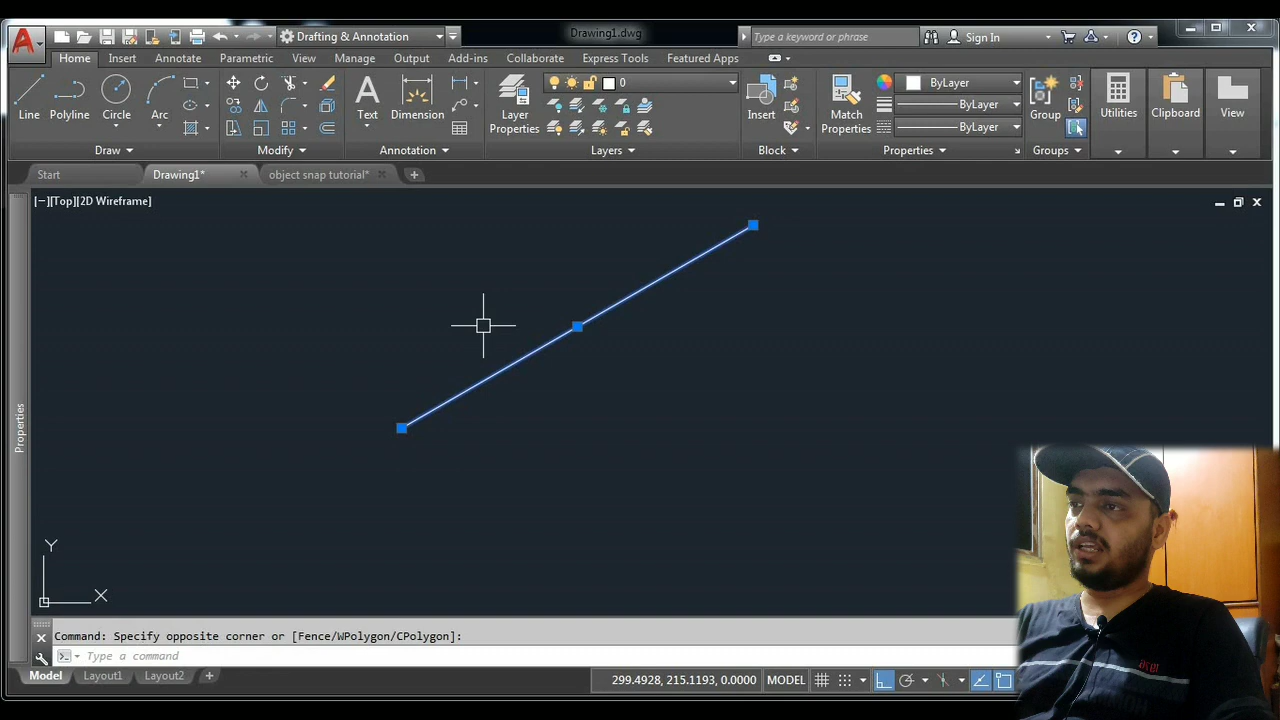 Drafting & Annotation
Drawing1.dwg
Type a keyword or phrase
Sign In
Home
Insert
Annotate
Parametric
View
Manage
Output
Add-ins
Collaborate
Express Tools
Featured Apps
Line
Polyline
Circle
Arc
Text
Dimension
Layer
Properties
0
Insert
Match
Properties
ByLayer
ByLayer
ByLayer
Group
Utilities
Clipboard
View
Draw
Modify
Annotation
Layers
Block
Properties
Groups
Start
Drawing1*
object snap tutorial*
[−][Top][2D Wireframe]
Y
X
Properties
Command: Specify opposite corner or [Fence/WPolygon/CPolygon]:
Type a command
Model
Layout1
Layout2
299.4928, 215.1193, 0.0000
MODEL
acer